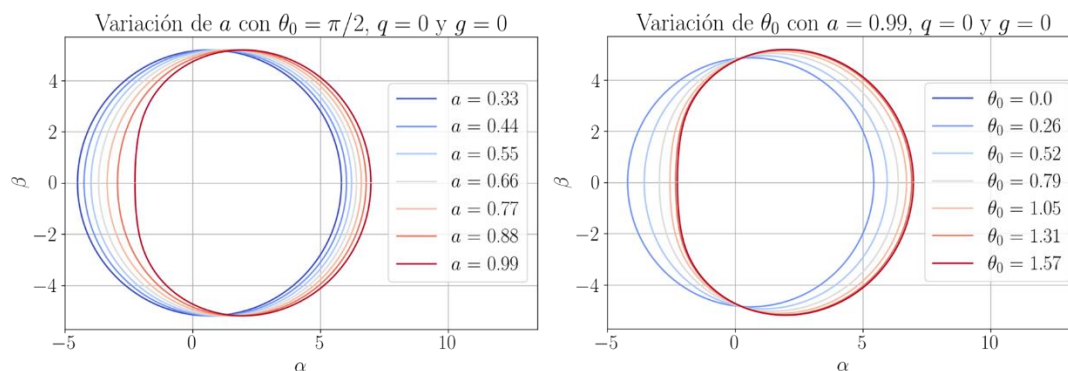 Variación de a con θ₀ = π/2, q = 0 y g = 0
β
4
2
0
−2
−4
−5
0
5
10
α
a = 0.33
a = 0.44
a = 0.55
a = 0.66
a = 0.77
a = 0.88
a = 0.99
Variación de θ₀ con a = 0.99, q = 0 y g = 0
β
4
2
0
−2
−4
−5
0
5
10
α
θ₀ = 0.0
θ₀ = 0.26
θ₀ = 0.52
θ₀ = 0.79
θ₀ = 1.05
θ₀ = 1.31
θ₀ = 1.57